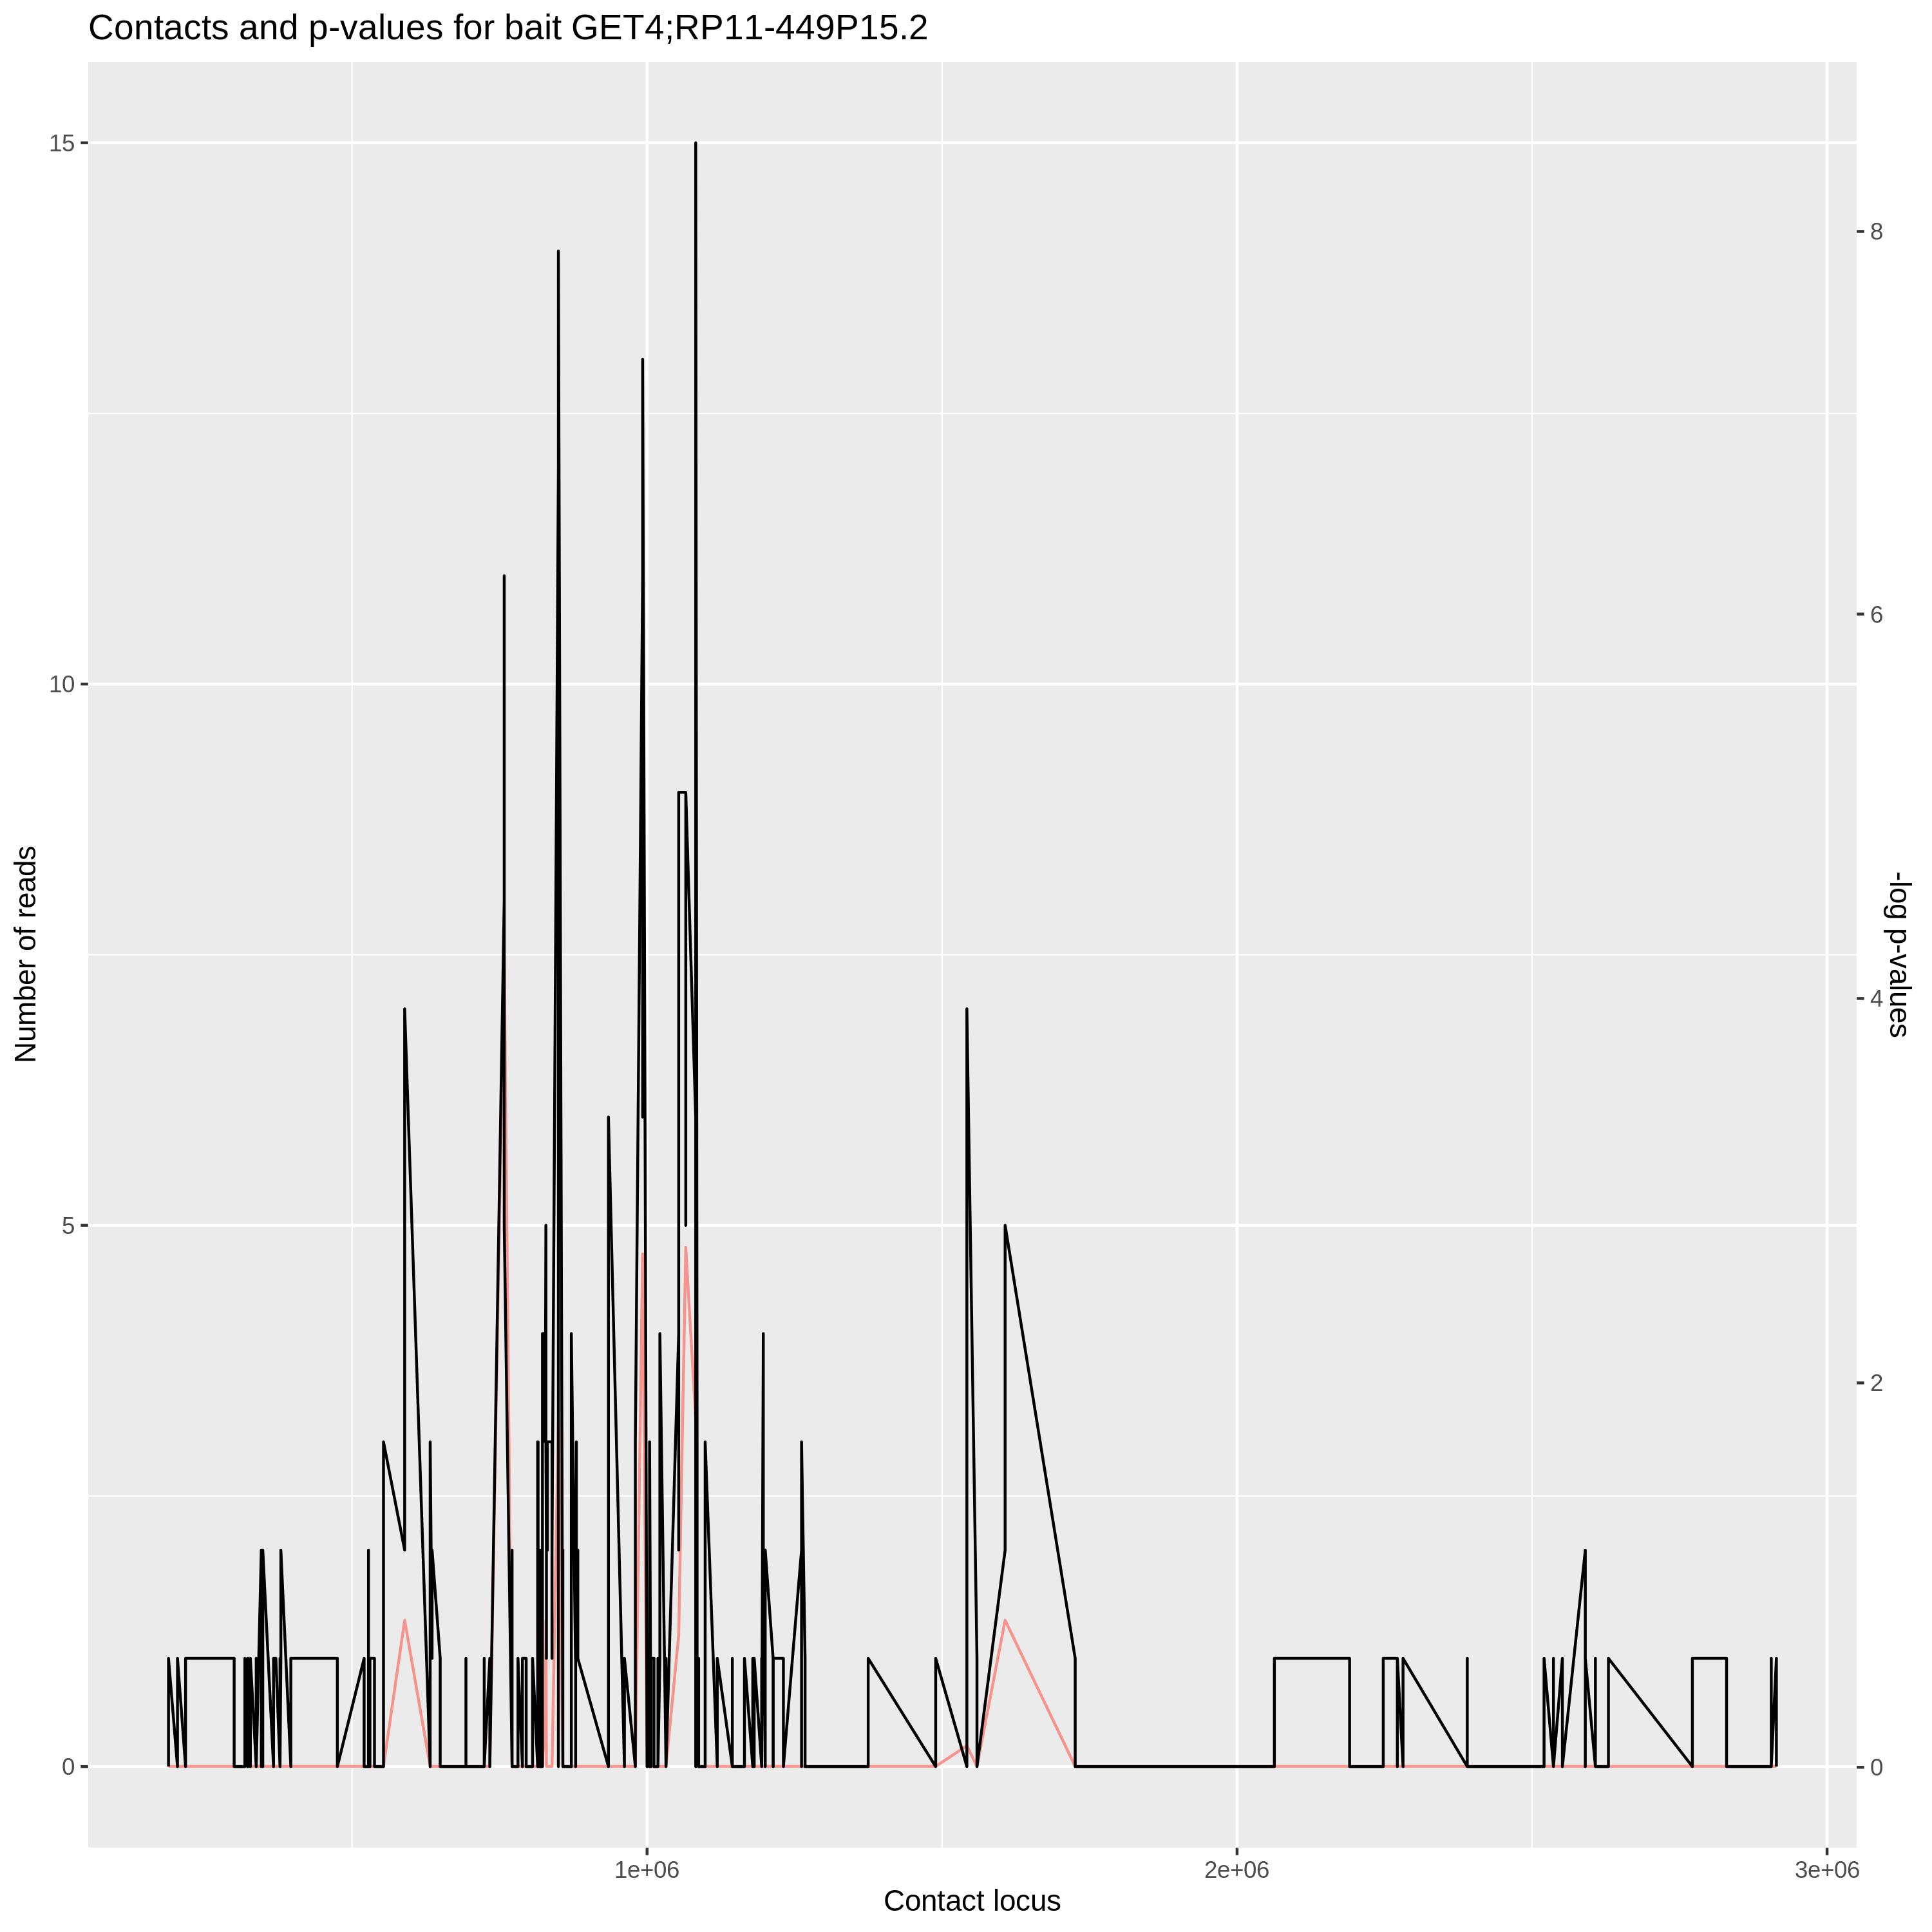 Contacts and p-values for bait GET4;RP11-449P15.2
15
10
5
0
Number of reads
8
6
4
2
0
-log p-values
1e+06
2e+06
3e+06
Contact locus